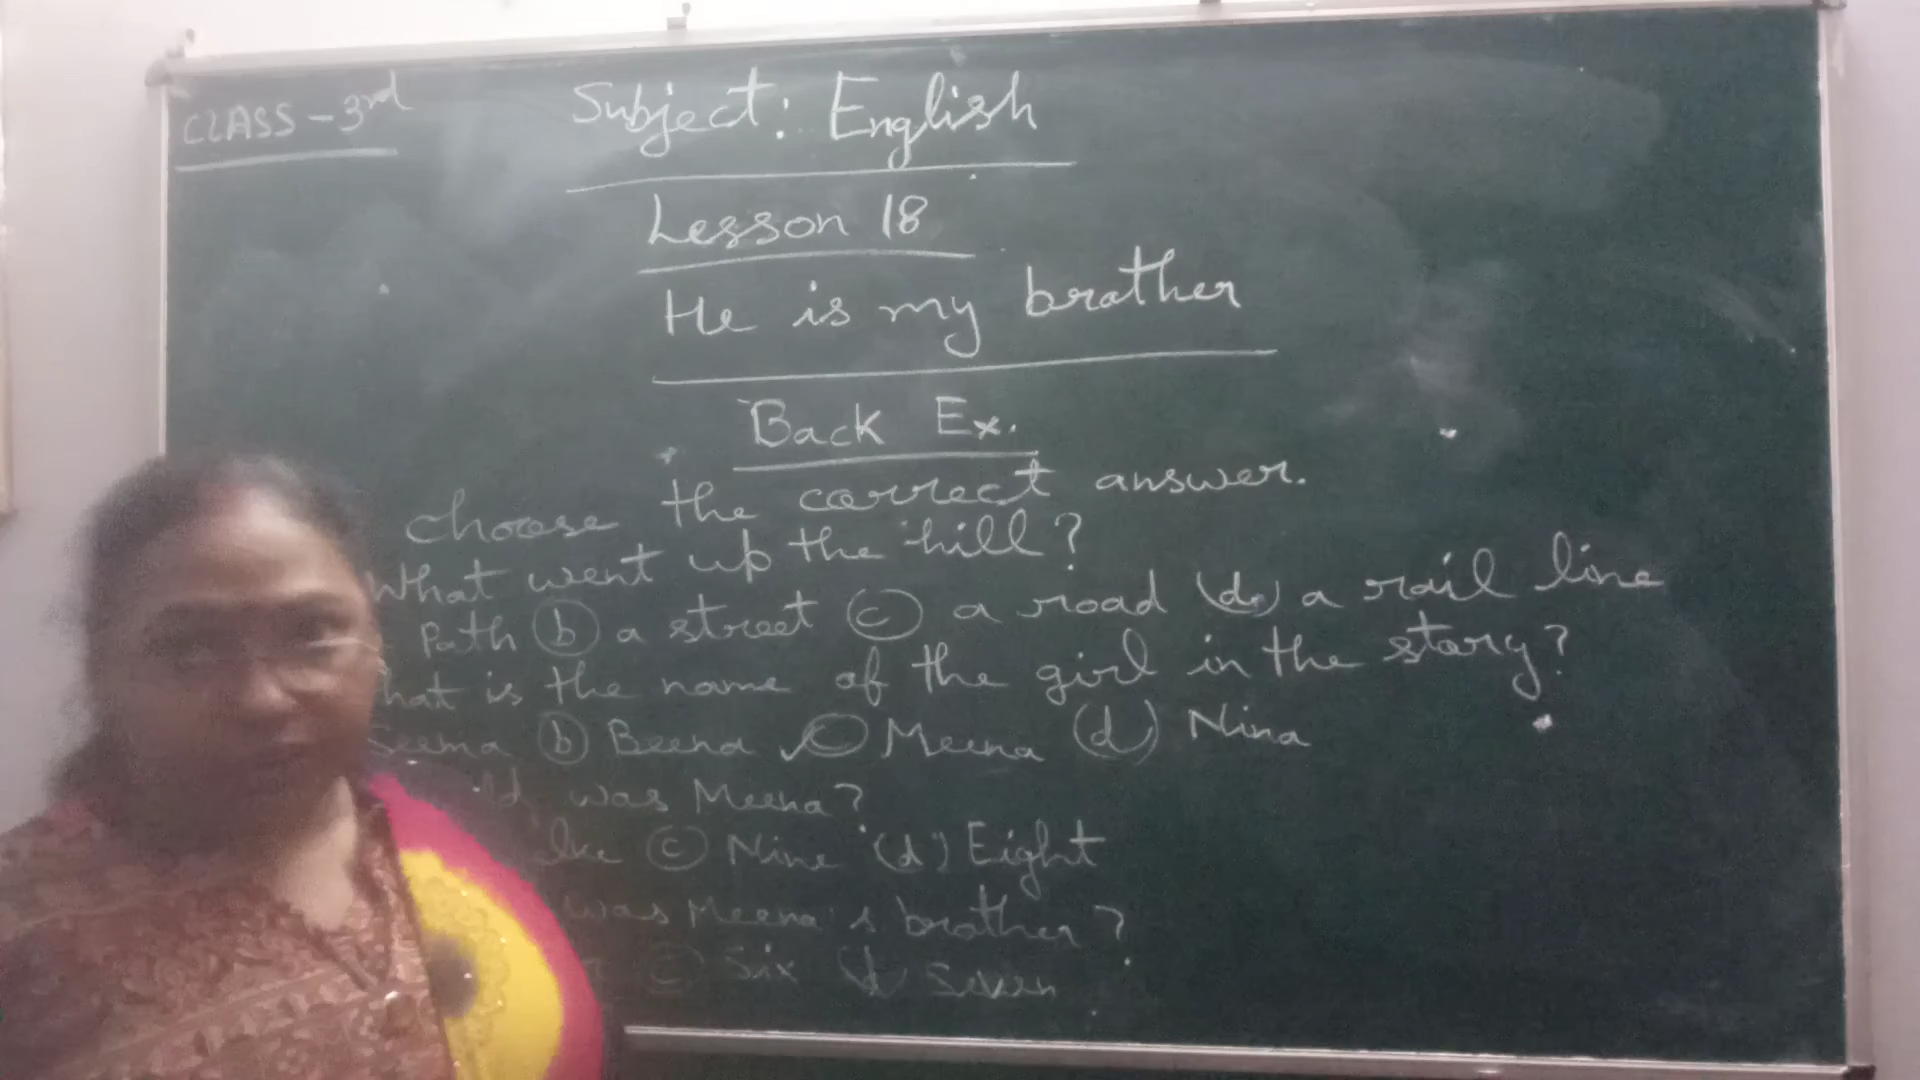 CLASS - 3rd
Subject: English
Lesson 18
He is my brother
Back Ex.
choose the correct answer.
What went up the hill?
Path (b) a street (c) a road (d) a rail line
hat is the name of the girl in the story?
Seema (b) Beena ✓(c) Meena (d) Nina
was Meena?
(c) Nine (d) Eight
was Meena's brother?
(c) Six (d) Seven